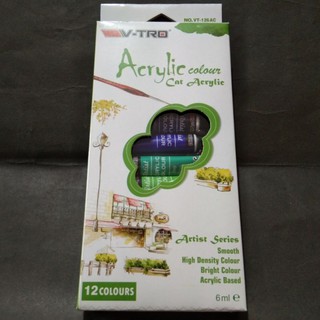 NO. VT-1354C
V-TRO
Acrylic colour
Cat Acrylic
Artist Series
Smooth
High Density Colour
Bright Colour
Acrylic Based
12 COLOURS
6ml e